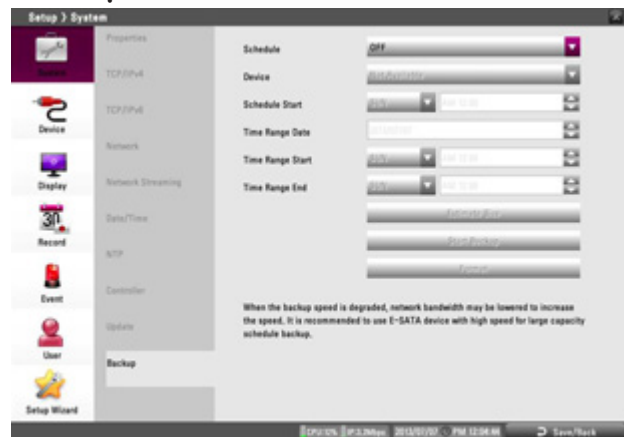 Setup > System
Properties
TCP/IPv4
TCP/IPv6
Network
Network Streaming
Date/Time
NTP
Controller
Update
Backup
Device
Display
30
Record
Event
User
Setup Wizard
Schedule
OFF
Device
Schedule Start
Time Range Date
Time Range Start
Time Range End
Start Backup
When the backup speed is degraded, network bandwidth may be lowered to increase
the speed. It is recommended to use E-SATA device with high speed for large capacity
schedule backup.
Save/Back